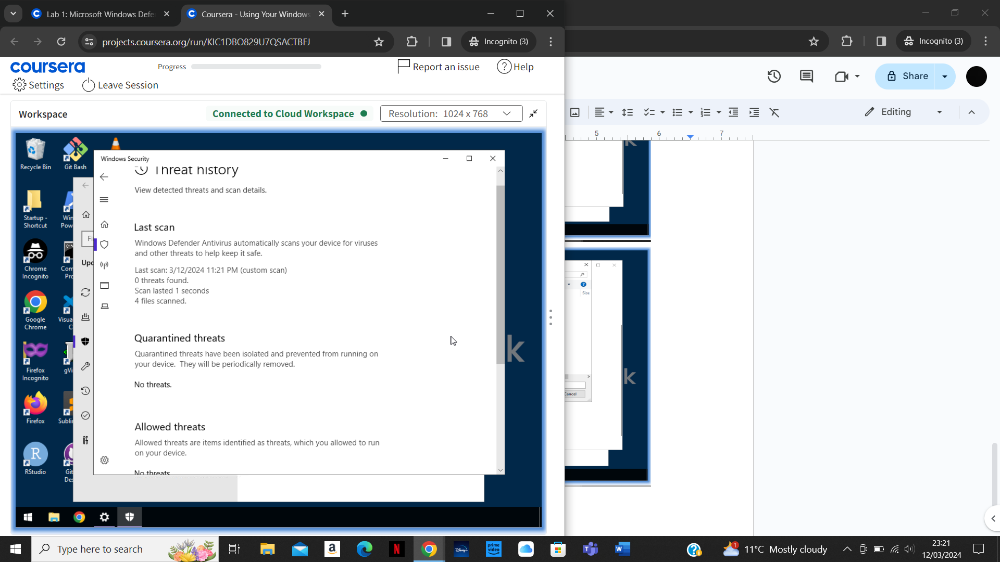 Lab 1: Microsoft Windows Defe
Coursera - Using Your Windows
projects.coursera.org/run/KIC1DBO829U7QSACTBFJ
Incognito (3)
Incognito (3)
coursera
Progress
Report an issue
Help
Settings
Leave Session
Share
Workspace
Connected to Cloud Workspace
Resolution: 1024 x 768
Editing
5
6
7
Recycle Bin
Git Bash
Startup -
Shortcut
Win
Pow
Chrome
Incognito
Com
Pro
Google
Chrome
Visua
C
Firefox
Incognito
gVi
Firefox
Sublin
RStudio
Git
Des
Fi
Upd
Windows Security
Threat history
View detected threats and scan details.
Last scan
Windows Defender Antivirus automatically scans your device for viruses
and other threats to help keep it safe.
Last scan: 3/12/2024 11:21 PM (custom scan)
0 threats found.
Scan lasted 1 seconds
4 files scanned.
Quarantined threats
Quarantined threats have been isolated and prevented from running on
your device.  They will be periodically removed.
No threats.
Allowed threats
Allowed threats are items identified as threats, which you allowed to run
on your device.
No threats.
k
k
Size
k
Cancel
Type here to search
11°C Mostly cloudy
23:21
12/03/2024